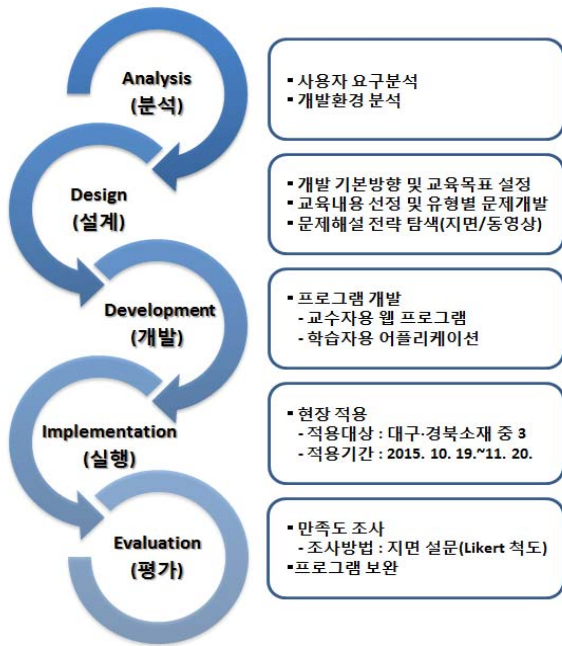 Analysis
(분석)
▪ 사용자 요구분석
▪ 개발환경 분석
Design
(설계)
▪ 개발 기본방향 및 교육목표 설정
▪ 교육내용 선정 및 유형별 문제개발
▪ 문제해설 전략 탐색(지면/동영상)
Development
(개발)
▪ 프로그램 개발
- 교수자용 웹 프로그램
- 학습자용 어플리케이션
Implementation
(실행)
▪ 현장 적용
- 적용대상 : 대구·경북소재 중 3
- 적용기간 : 2015. 10. 19.~11. 20.
Evaluation
(평가)
▪ 만족도 조사
- 조사방법 : 지면 설문(Likert 척도)
▪프로그램 보완